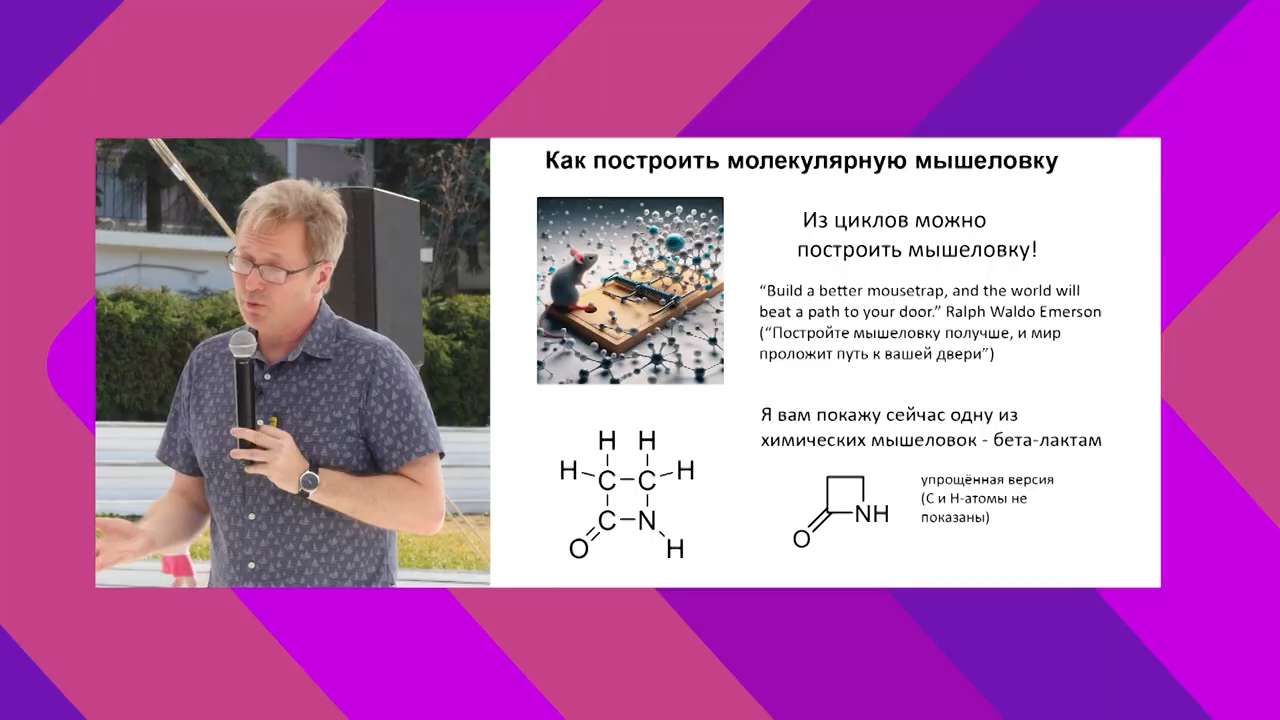 Как построить молекулярную мышеловку
Из циклов можно
построить мышеловку!
“Build a better mousetrap, and the world will
beat a path to your door.” Ralph Waldo Emerson
(“Постройте мышеловку получше, и мир
проложит путь к вашей двери”)
Я вам покажу сейчас одну из
химических мышеловок - бета-лактам
H H
H C C H
C N
O H
O NH
упрощённая версия
(С и Н-атомы не
показаны)